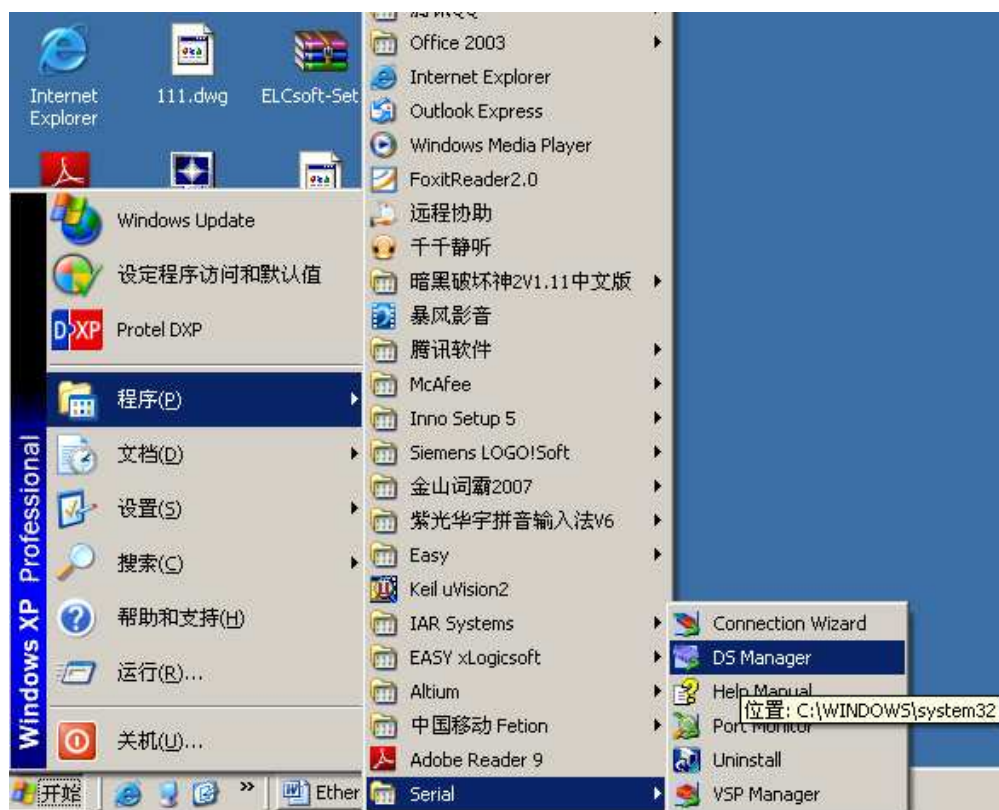 Internet Explorer
111.dwg
ELCsoft-Set
Windows Update
设定程序访问和默认值
Protel DXP
程序(P)
文档(D)
设置(S)
搜索(C)
帮助和支持(H)
运行(R)...
关机(U)...
Windows XP Professional
开始
»
Ether
Office 2003
Internet Explorer
Outlook Express
Windows Media Player
FoxitReader2.0
远程协助
千千静听
暗黑破坏神2V1.11中文版
暴风影音
腾讯软件
McAfee
Inno Setup 5
Siemens LOGO!Soft
金山词霸2007
紫光华宇拼音输入法V6
Easy
Keil uVision2
IAR Systems
EASY xLogicsoft
Altium
中国移动 Fetion
Adobe Reader 9
Serial
Connection Wizard
DS Manager
Help Manual
位置: C:\WINDOWS\system32
Port Monitor
Uninstall
VSP Manager